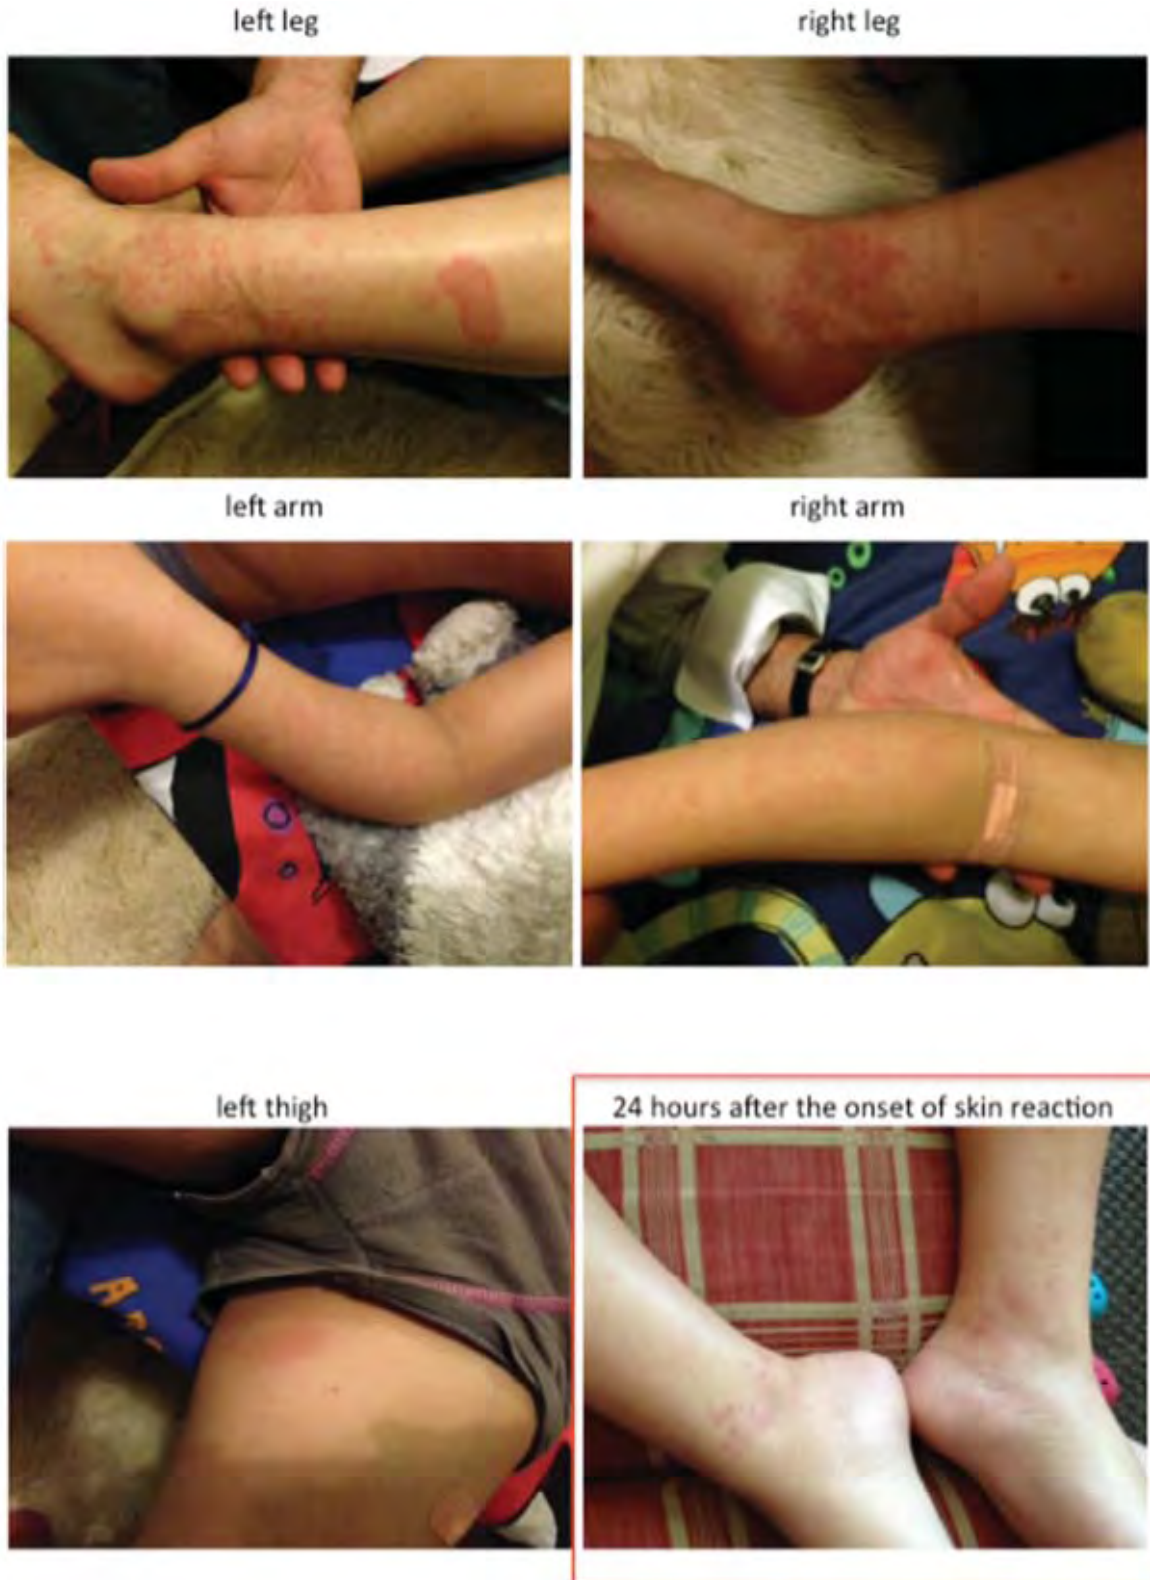 left leg
right leg
left arm
right arm
left thigh
24 hours after the onset of skin reaction